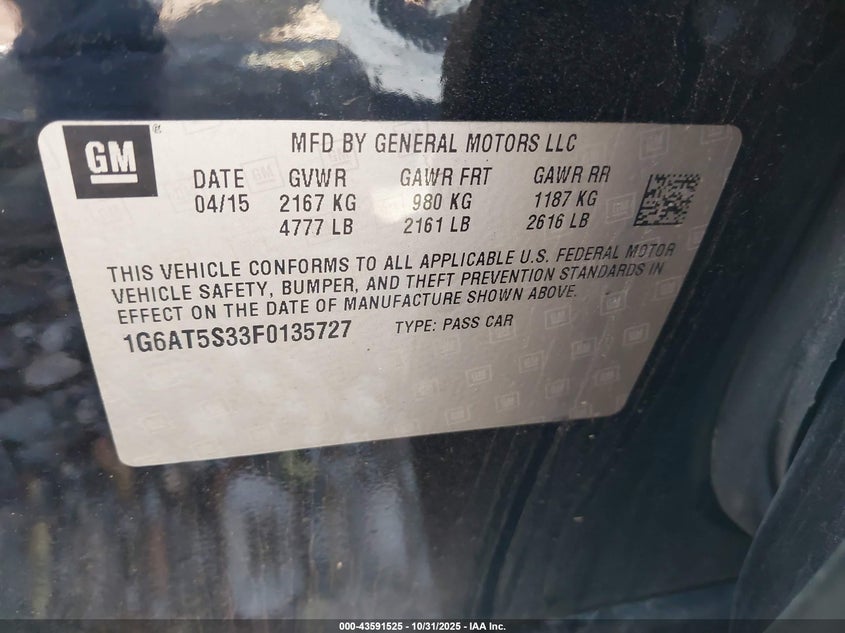 GM
MFD BY GENERAL MOTORS LLC
DATE GVWR GAWR FRT GAWR RR
04/15 2167 KG 980 KG 1187 KG
4777 LB 2161 LB 2616 LB
THIS VEHICLE CONFORMS TO ALL APPLICABLE U.S. FEDERAL MOTOR
VEHICLE SAFETY, BUMPER, AND THEFT PREVENTION STANDARDS IN
EFFECT ON THE DATE OF MANUFACTURE SHOWN ABOVE.
1G6AT5S33F0135727 TYPE: PASS CAR
000-43591525 - 10/31/2025 - IAA Inc.